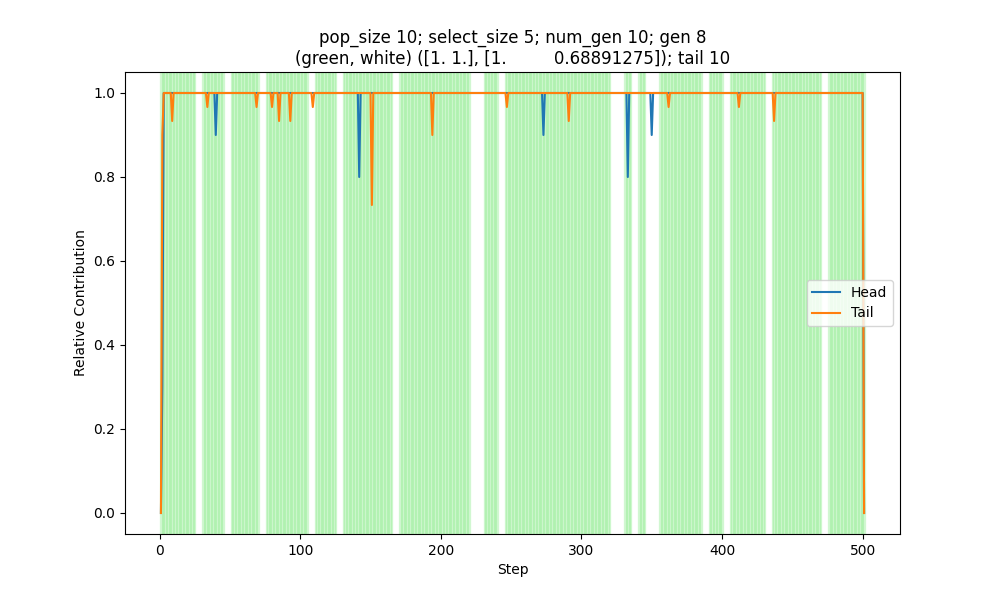 pop_size 10; select_size 5; num_gen 10; gen 8
(green, white) ([1. 1.], [1.         0.68891275]); tail 10
1.0
0.8
0.6
0.4
0.2
0.0
Relative Contribution
Head
Tail
0
100
200
300
400
500
Step